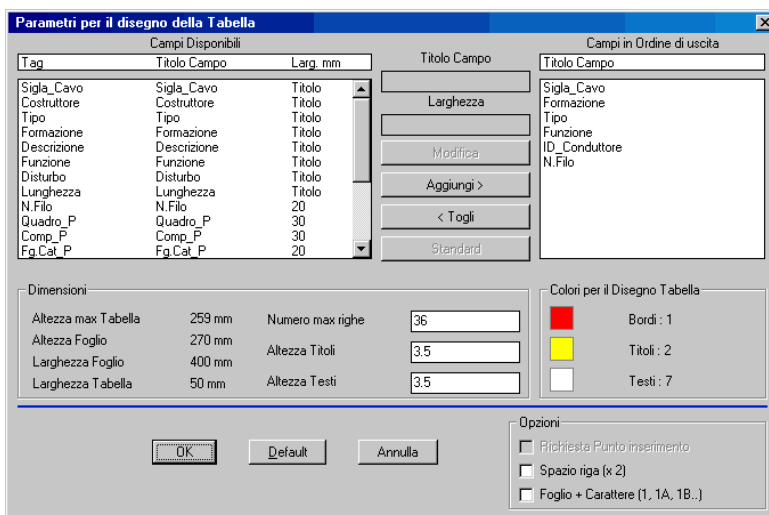 Parametri per il disegno della Tabella
Campi Disponibili
Tag Titolo Campo Larg. mm
Sigla_Cavo Sigla_Cavo Titolo
Costruttore Costruttore Titolo
Tipo Tipo Titolo
Formazione Formazione Titolo
Descrizione Descrizione Titolo
Funzione Funzione Titolo
Disturbo Disturbo Titolo
Lunghezza Lunghezza Titolo
N.Filo N.Filo 20
Quadro_P Quadro_P 30
Comp_P Comp_P 30
Fg.Cat_P Fg.Cat_P 20
Titolo Campo
Larghezza
Modifica
Aggiungi >
< Togli
Standard
Campi in Ordine di uscita
Titolo Campo
Sigla_Cavo
Formazione
Tipo
Funzione
ID_Conduttore
N.Filo
Dimensioni
Altezza max Tabella 259 mm
Altezza Foglio 270 mm
Larghezza Foglio 400 mm
Larghezza Tabella 50 mm
Numero max righe 36
Altezza Titoli 3.5
Altezza Testi 3.5
Colori per il Disegno Tabella
Bordi : 1
Titoli : 2
Testi : 7
OK Default Annulla
Opzioni
Richiesta Punto inserimento
Spazio riga (x 2)
Foglio + Carattere (1, 1A, 1B..)